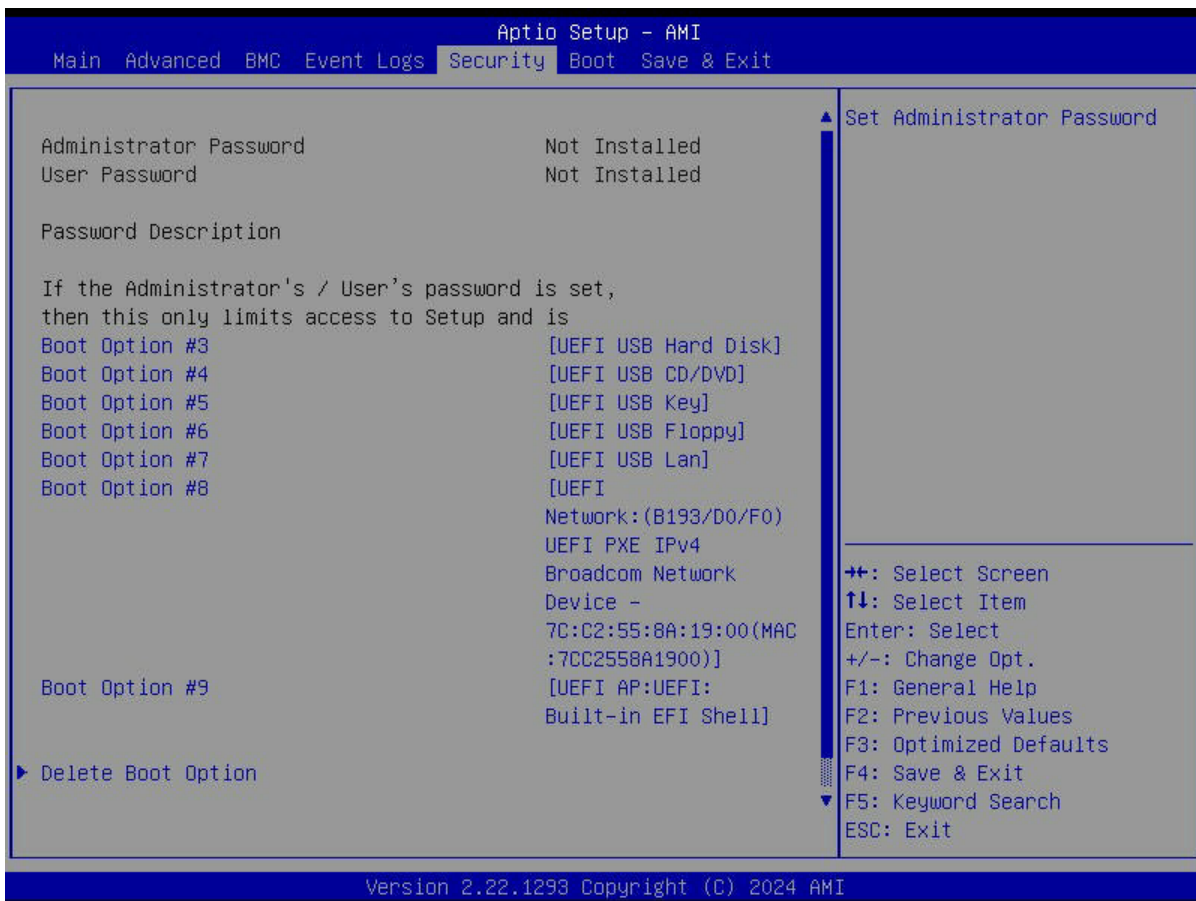 Aptio Setup – AMI
Main Advanced BMC Event Logs Security Boot Save & Exit
Administrator Password Not Installed
User Password Not Installed
Password Description
If the Administrator's / User’s password is set,
then this only limits access to Setup and is
Boot Option #3 [UEFI USB Hard Disk]
Boot Option #4 [UEFI USB CD/DVD]
Boot Option #5 [UEFI USB Key]
Boot Option #6 [UEFI USB Floppy]
Boot Option #7 [UEFI USB Lan]
Boot Option #8 [UEFI
Network:(B193/D0/F0)
UEFI PXE IPv4
Broadcom Network
Device –
7C:C2:55:8A:19:00(MAC
:7CC2558A1900)]
Boot Option #9 [UEFI AP:UEFI:
Built-in EFI Shell]
▶ Delete Boot Option
Set Administrator Password
→←: Select Screen
↑↓: Select Item
Enter: Select
+/-: Change Opt.
F1: General Help
F2: Previous Values
F3: Optimized Defaults
F4: Save & Exit
F5: Keyword Search
ESC: Exit
Version 2.22.1293 Copyright (C) 2024 AMI